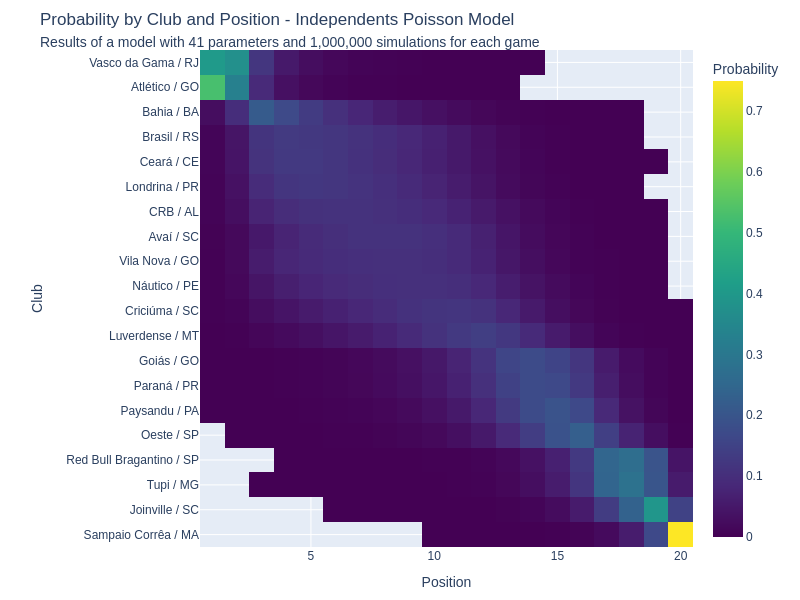 Probability by Club and Position - Independents Poisson Model
Results of a model with 41 parameters and 1,000,000 simulations for each game
Probability
Vasco da Gama / RJ
Atlético / GO
Bahia / BA
Brasil / RS
Ceará / CE
Londrina / PR
CRB / AL
Avaí / SC
Vila Nova / GO
Náutico / PE
Criciúma / SC
Luverdense / MT
Goiás / GO
Paraná / PR
Paysandu / PA
Oeste / SP
Red Bull Bragantino / SP
Tupi / MG
Joinville / SC
Sampaio Corrêa / MA
Club
5
10
15
20
Position
0.7
0.6
0.5
0.4
0.3
0.2
0.1
0